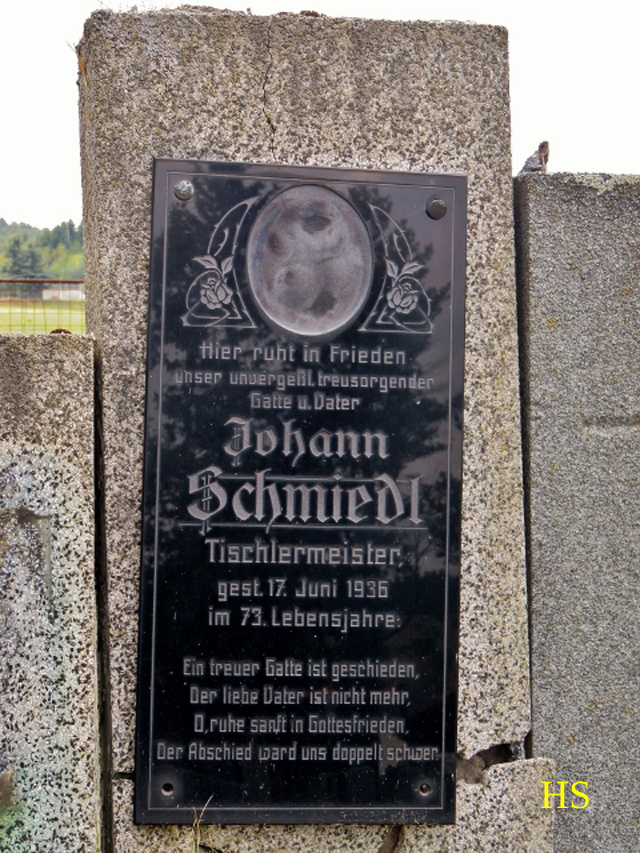 Hier ruht in Frieden
unser unvergeßl. treusorgender
Gatte u. Vater
Johann
Schmiedl
Tischlermeister,
gest. 17. Juni 1936
im 73. Lebensjahre:
Ein treuer Gatte ist geschieden,
Der liebe Vater ist nicht mehr,
O, ruhe sanft in Gottesfrieden,
Der Abschied ward uns doppelt schwer.
HS